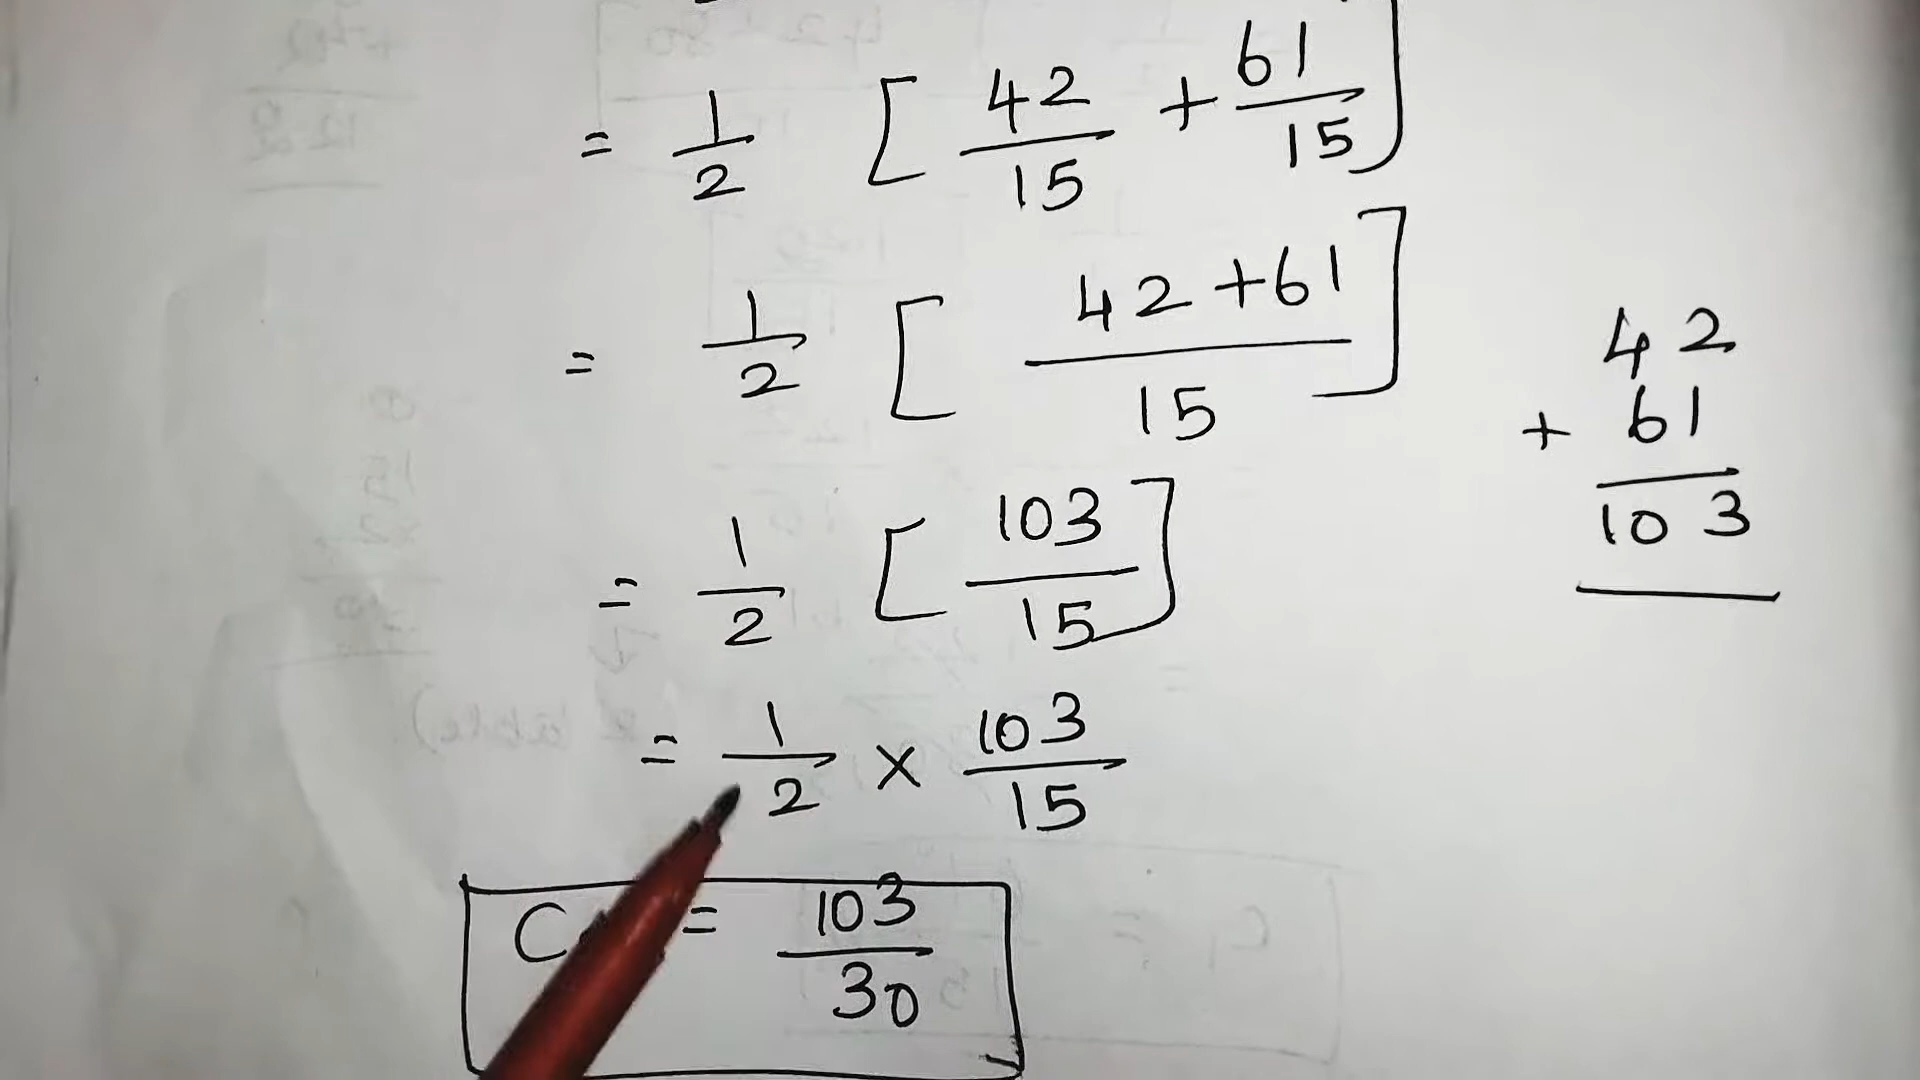 = 1/2 [ 42/15 + 61/15 ]
= 1/2 [ 42 + 61 / 15 ]
42
+ 61
103
= 1/2 [ 103/15 ]
= 1/2 × 103/15
C = 103/30